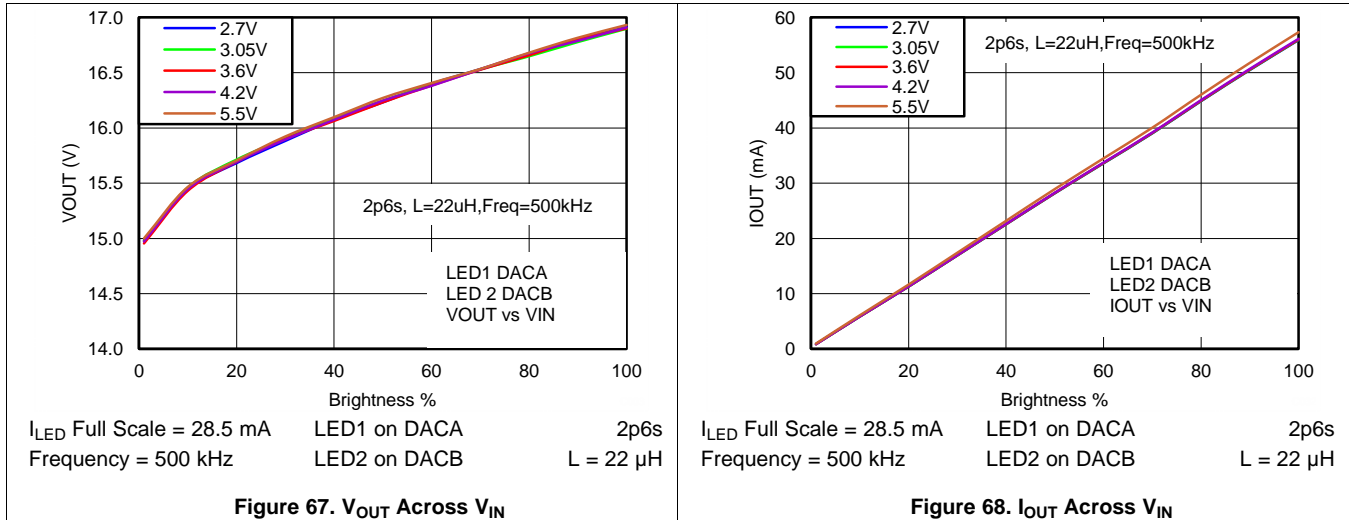 17.0
16.5
16.0
15.5
15.0
14.5
14.0
VOUT (V)
2.7V
3.05V
3.6V
4.2V
5.5V
2p6s, L=22uH,Freq=500kHz
LED1 DACA
LED 2 DACB
VOUT vs VIN
0 20 40 60 80 100
Brightness %
I_LED Full Scale = 28.5 mA LED1 on DACA 2p6s
Frequency = 500 kHz LED2 on DACB L = 22 µH
Figure 67. V_OUT Across V_IN
60
50
40
30
20
10
0
IOUT (mA)
2.7V
3.05V
3.6V
4.2V
5.5V
2p6s, L=22uH,Freq=500kHz
LED1 DACA
LED2 DACB
IOUT vs VIN
0 20 40 60 80 100
Brightness %
I_LED Full Scale = 28.5 mA LED1 on DACA 2p6s
Frequency = 500 kHz LED2 on DACB L = 22 µH
Figure 68. I_OUT Across V_IN